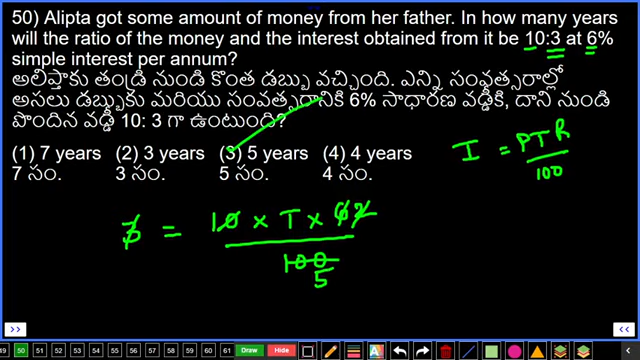 50) Alipta got some amount of money from her father. In how many years
will the ratio of the money and the interest obtained from it be 10:3 at 6%
simple interest per annum?
అలిప్తాకు తండ్రి నుండి కొంత డబ్బు వచ్చింది. ఎన్ని సంవత్సరాల్లో
అసలు డబ్బుకు మరియు సంవత్సరానికి 6% సాధారణ వడ్డీకి, దాని నుండి
పొందిన వడ్డీ 10: 3 గా ఉంటుంది?
(1) 7 years (2) 3 years (3) 5 years (4) 4 years
7 సం. 3 సం. 5 సం. 4 సం.
I = PTR
100
3 = 10 × T × 6 2
100
5
<< >>
49 50 51 52 53 54 55 56 57 58 59 60 61 Draw Hide